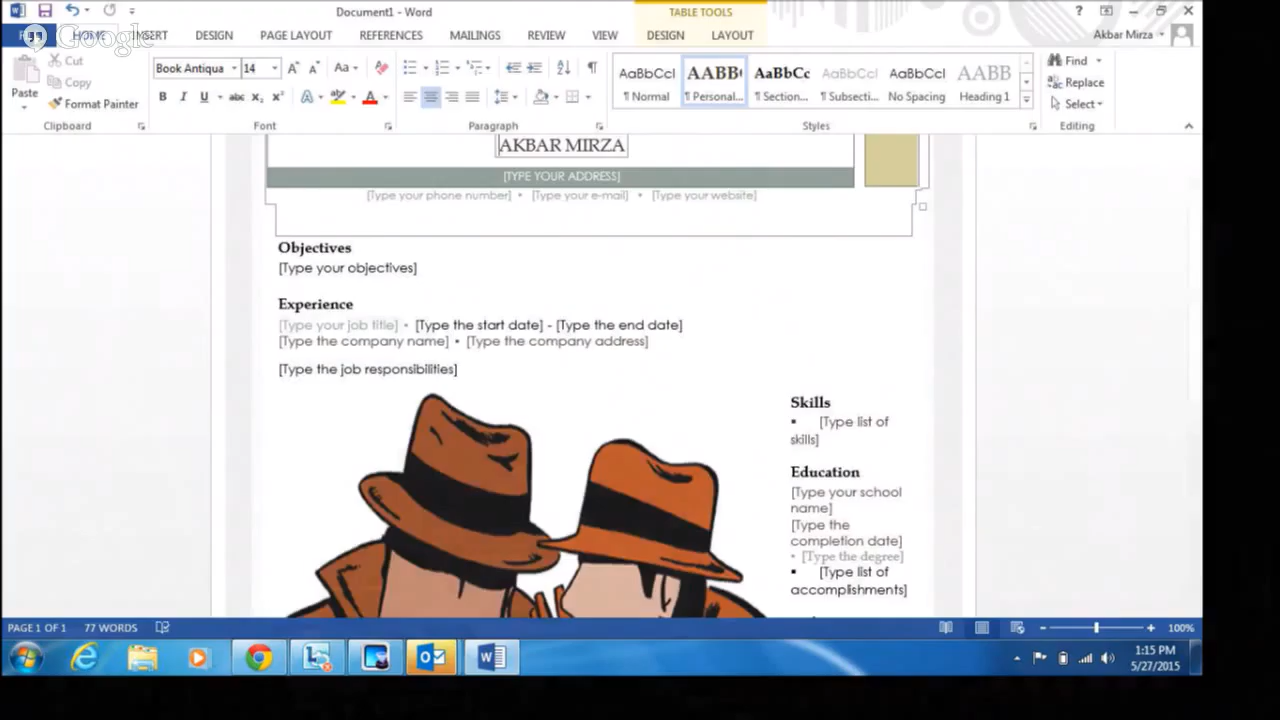 Document1 - Word
TABLE TOOLS
?
Google
HOME
INSERT
DESIGN
PAGE LAYOUT
REFERENCES
MAILINGS
REVIEW
VIEW
DESIGN
LAYOUT
Akbar Mirza
Paste
Cut
Copy
Format Painter
Clipboard
Book Antiqua
14
Aa
B I U abc X₂ X²
A
Font
Paragraph
AaBbCcI
¶ Normal
AABB
¶ Personal...
AaBbCc
¶ Section...
AaBbCcI
¶ Subsecti...
AaBbCcI
No Spacing
AABB
Heading 1
Styles
Find
Replace
Select
Editing
AKBAR MIRZA
[TYPE YOUR ADDRESS]
[Type your phone number] • [Type your e-mail] • [Type your website]
Objectives
[Type your objectives]
Experience
[Type your job title] • [Type the start date] - [Type the end date]
[Type the company name] • [Type the company address]
[Type the job responsibilities]
Skills
▪ [Type list of
skills]
Education
[Type your school
name]
[Type the
completion date]
• [Type the degree]
▪ [Type list of
accomplishments]
PAGE 1 OF 1
77 WORDS
100%
1:15 PM
5/27/2015